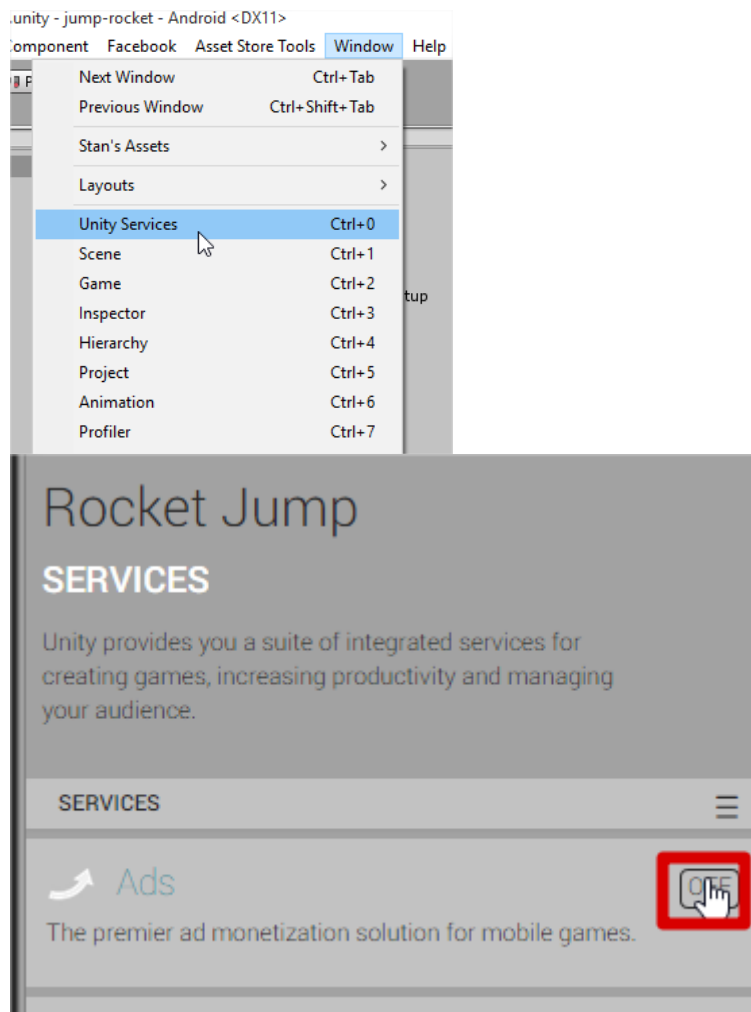 .unity - jump-rocket - Android <DX11>
omponent Facebook Asset Store Tools Window Help
P
Next Window Ctrl+Tab
Previous Window Ctrl+Shift+Tab
Stan's Assets >
Layouts >
Unity Services Ctrl+0
Scene Ctrl+1
Game Ctrl+2
tup
Inspector Ctrl+3
Hierarchy Ctrl+4
Project Ctrl+5
Animation Ctrl+6
Profiler Ctrl+7
Rocket Jump
SERVICES
Unity provides you a suite of integrated services for
creating games, increasing productivity and managing
your audience.
SERVICES
Ads
The premier ad monetization solution for mobile games.